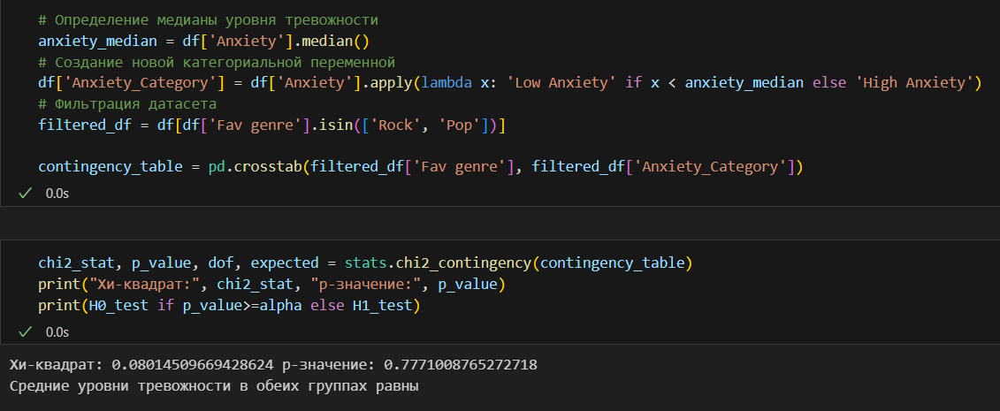 # Определение медианы уровня тревожности
anxiety_median = df['Anxiety'].median()
# Создание новой категориальной переменной
df['Anxiety_Category'] = df['Anxiety'].apply(lambda x: 'Low Anxiety' if x < anxiety_median else 'High Anxiety')
# Фильтрация датасета
filtered_df = df[df['Fav genre'].isin(['Rock', 'Pop'])]
contingency_table = pd.crosstab(filtered_df['Fav genre'], filtered_df['Anxiety_Category'])
0.0s
chi2_stat, p_value, dof, expected = stats.chi2_contingency(contingency_table)
print("Хи-квадрат:", chi2_stat, "p-значение:", p_value)
print(H0_test if p_value>=alpha else H1_test)
0.0s
Хи-квадрат: 0.08014509669428624 p-значение: 0.7771008765272718
Средние уровни тревожности в обеих группах равны